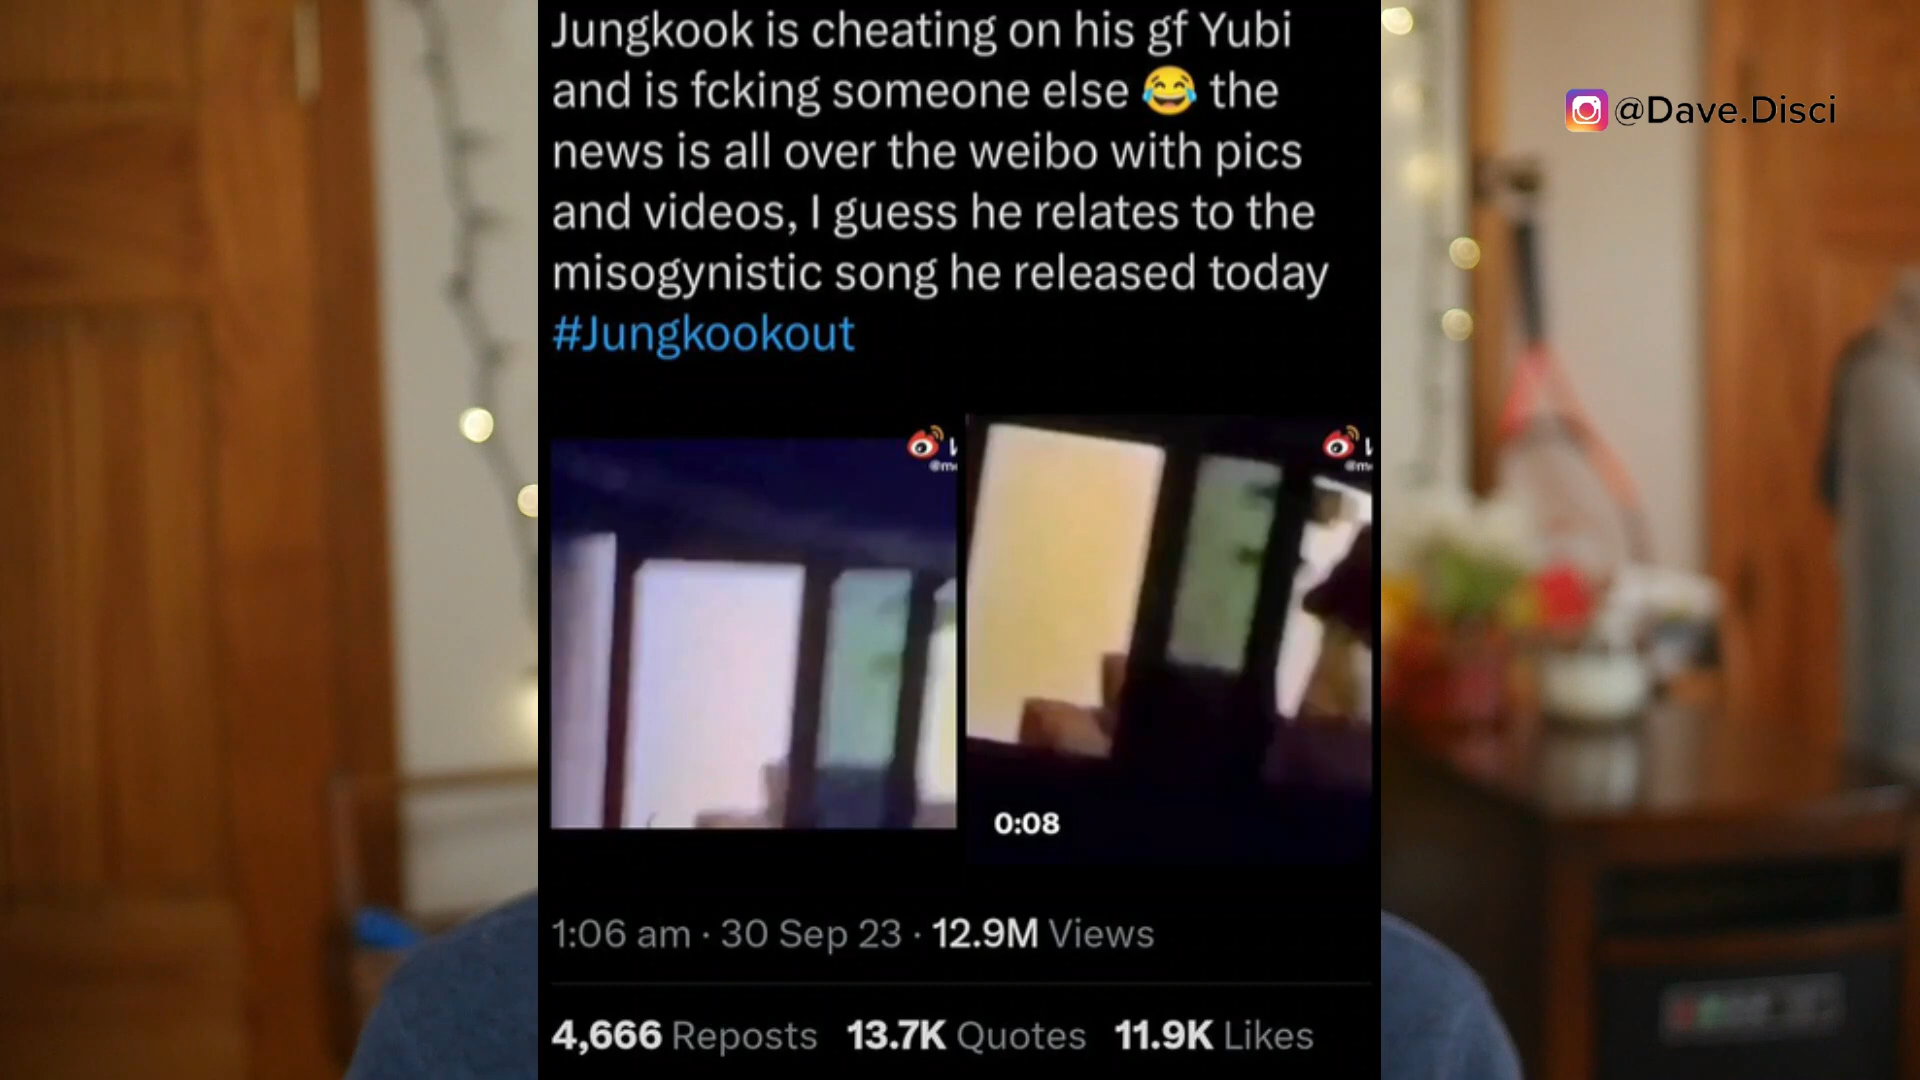 Jungkook is cheating on his gf Yubi
and is fcking someone else 😂 the
news is all over the weibo with pics
and videos, I guess he relates to the
misogynistic song he released today
#Jungkookout
@Dave.Disci
0:08
1:06 am · 30 Sep 23 · 12.9M Views
4,666 Reposts 13.7K Quotes 11.9K Likes